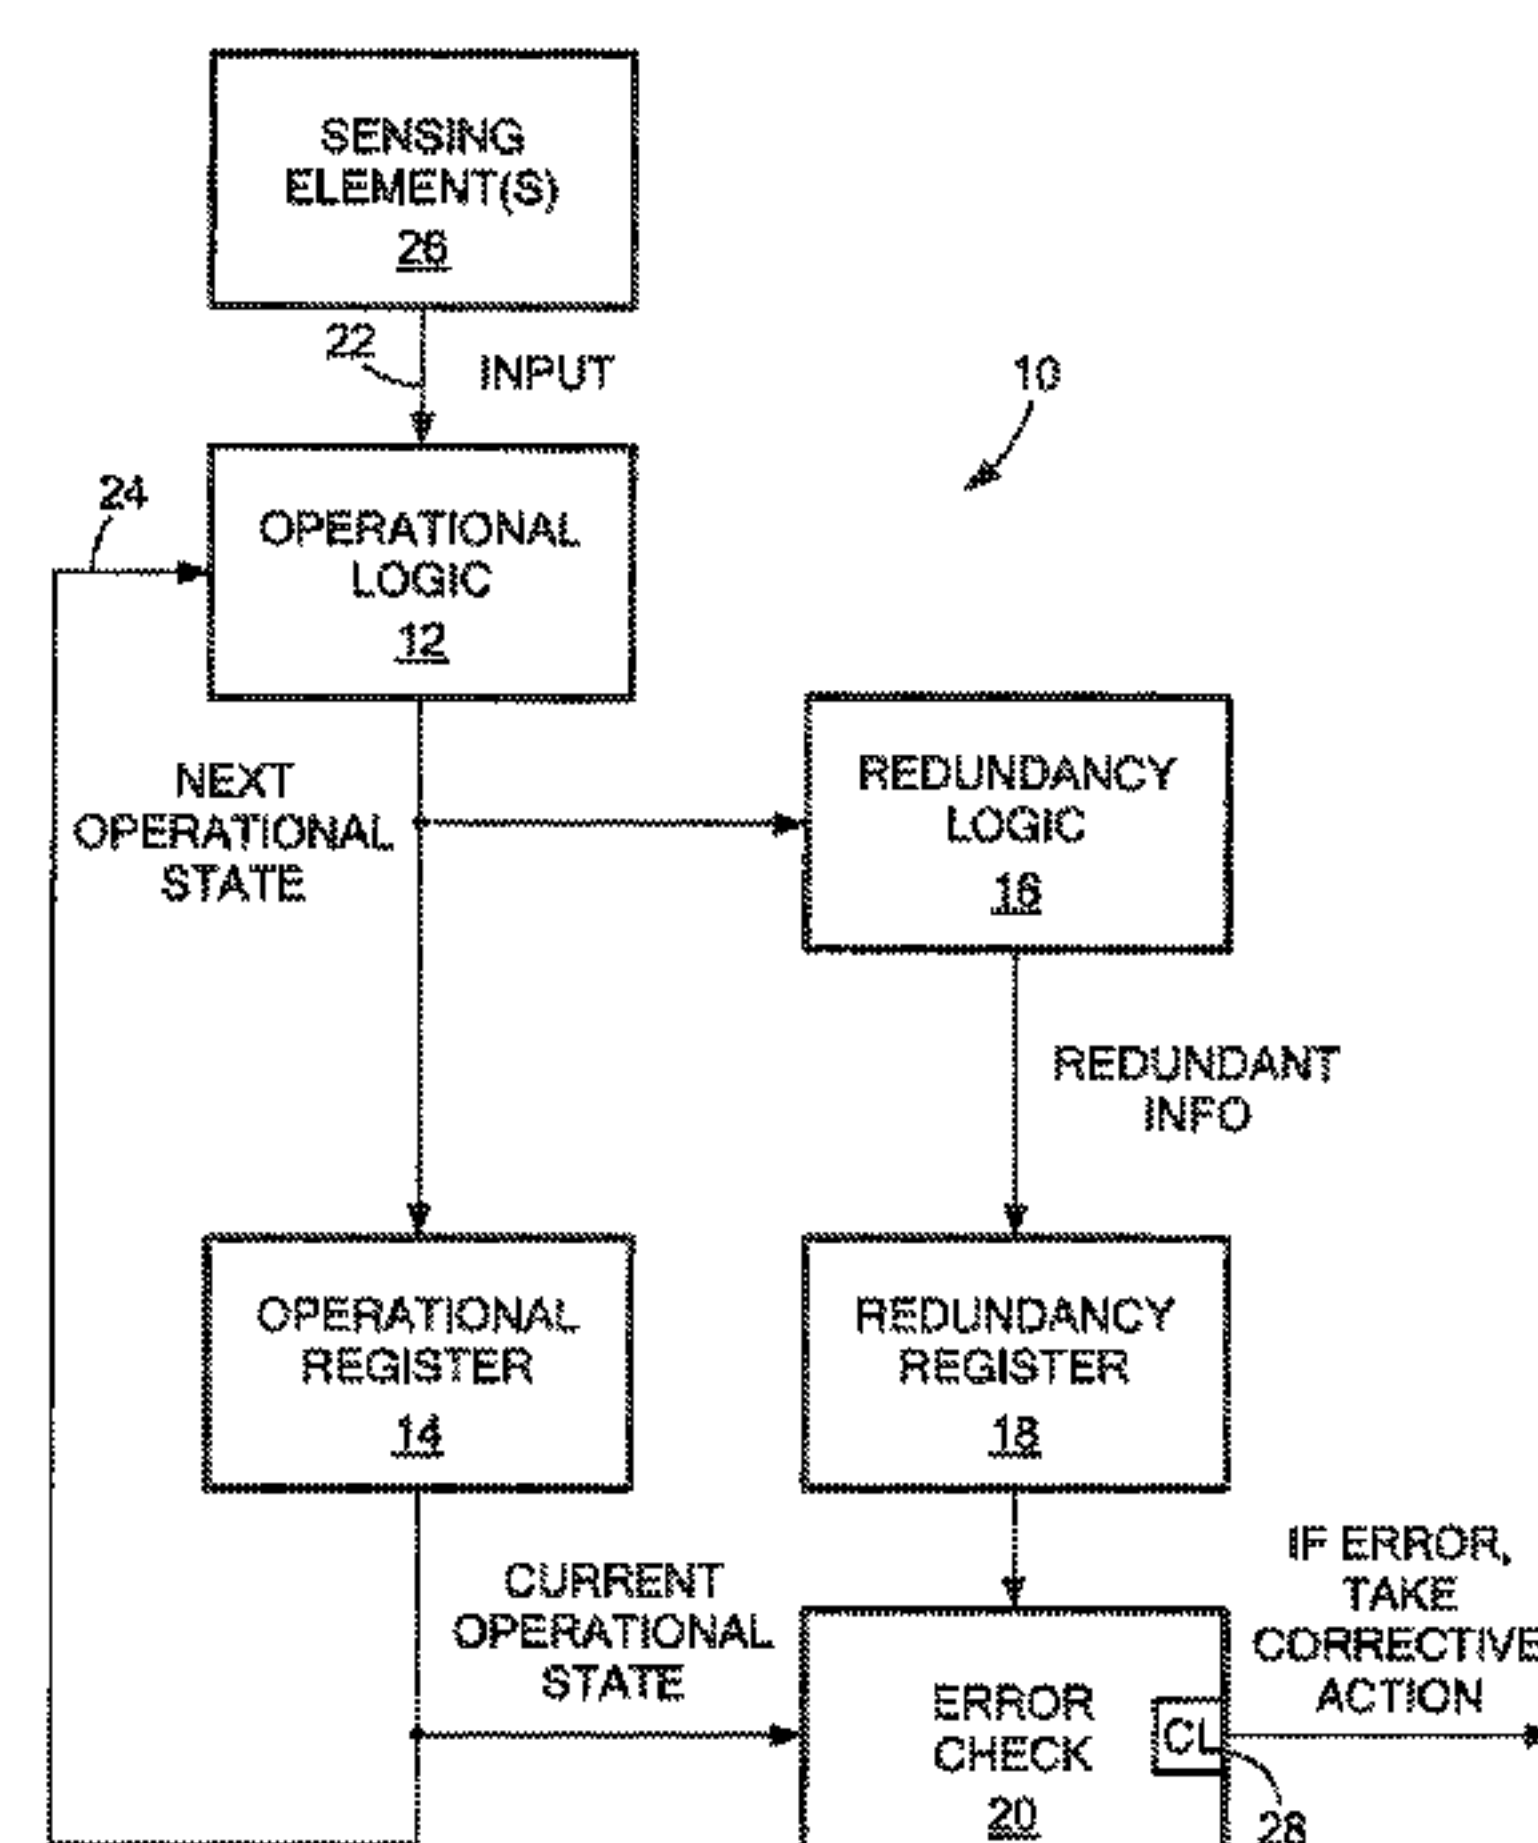 SENSING
ELEMENT(S)
26
22
INPUT
10
24
OPERATIONAL
LOGIC
12
NEXT
OPERATIONAL
STATE
REDUNDANCY
LOGIC
16
REDUNDANT
INFO
OPERATIONAL
REGISTER
14
REDUNDANCY
REGISTER
18
CURRENT
OPERATIONAL
STATE
IF ERROR,
TAKE
CORRECTIVE
ACTION
ERROR
CHECK
20
CL
28